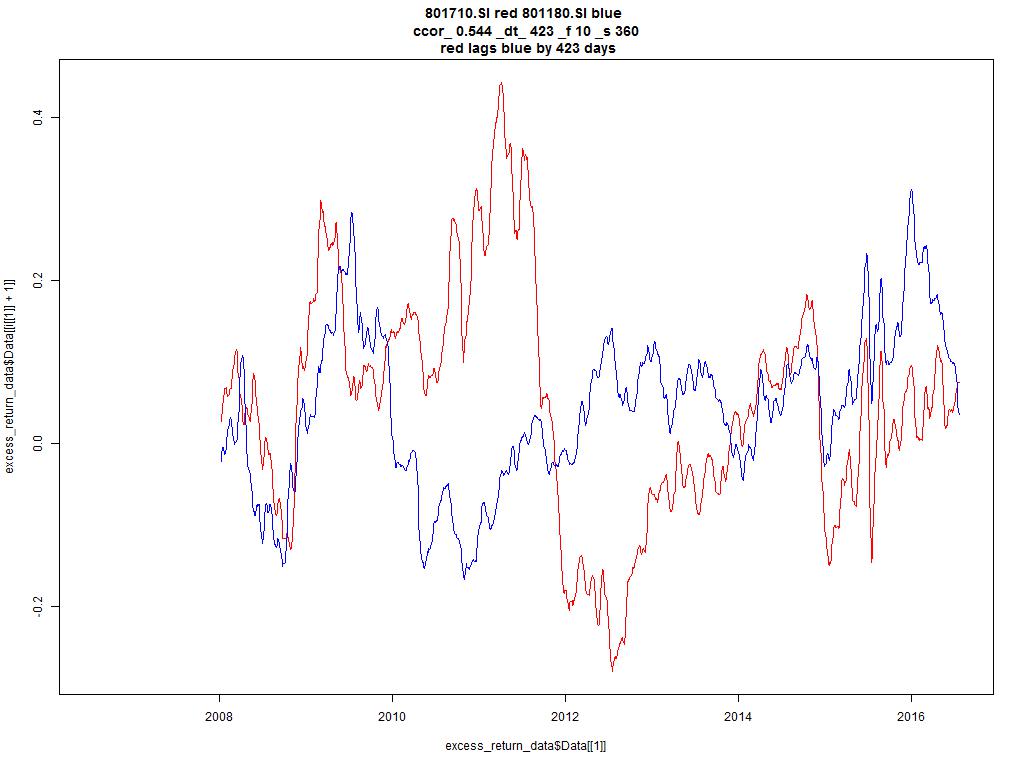 801710.SI red 801180.SI blue
ccor_ 0.544 _dt_ 423 _f 10 _s 360
red lags blue by 423 days
0.4
0.2
0.0
-0.2
excess_return_data$Data[[i[[1]] + 1]]
2008 2010 2012 2014 2016
excess_return_data$Data[[1]]